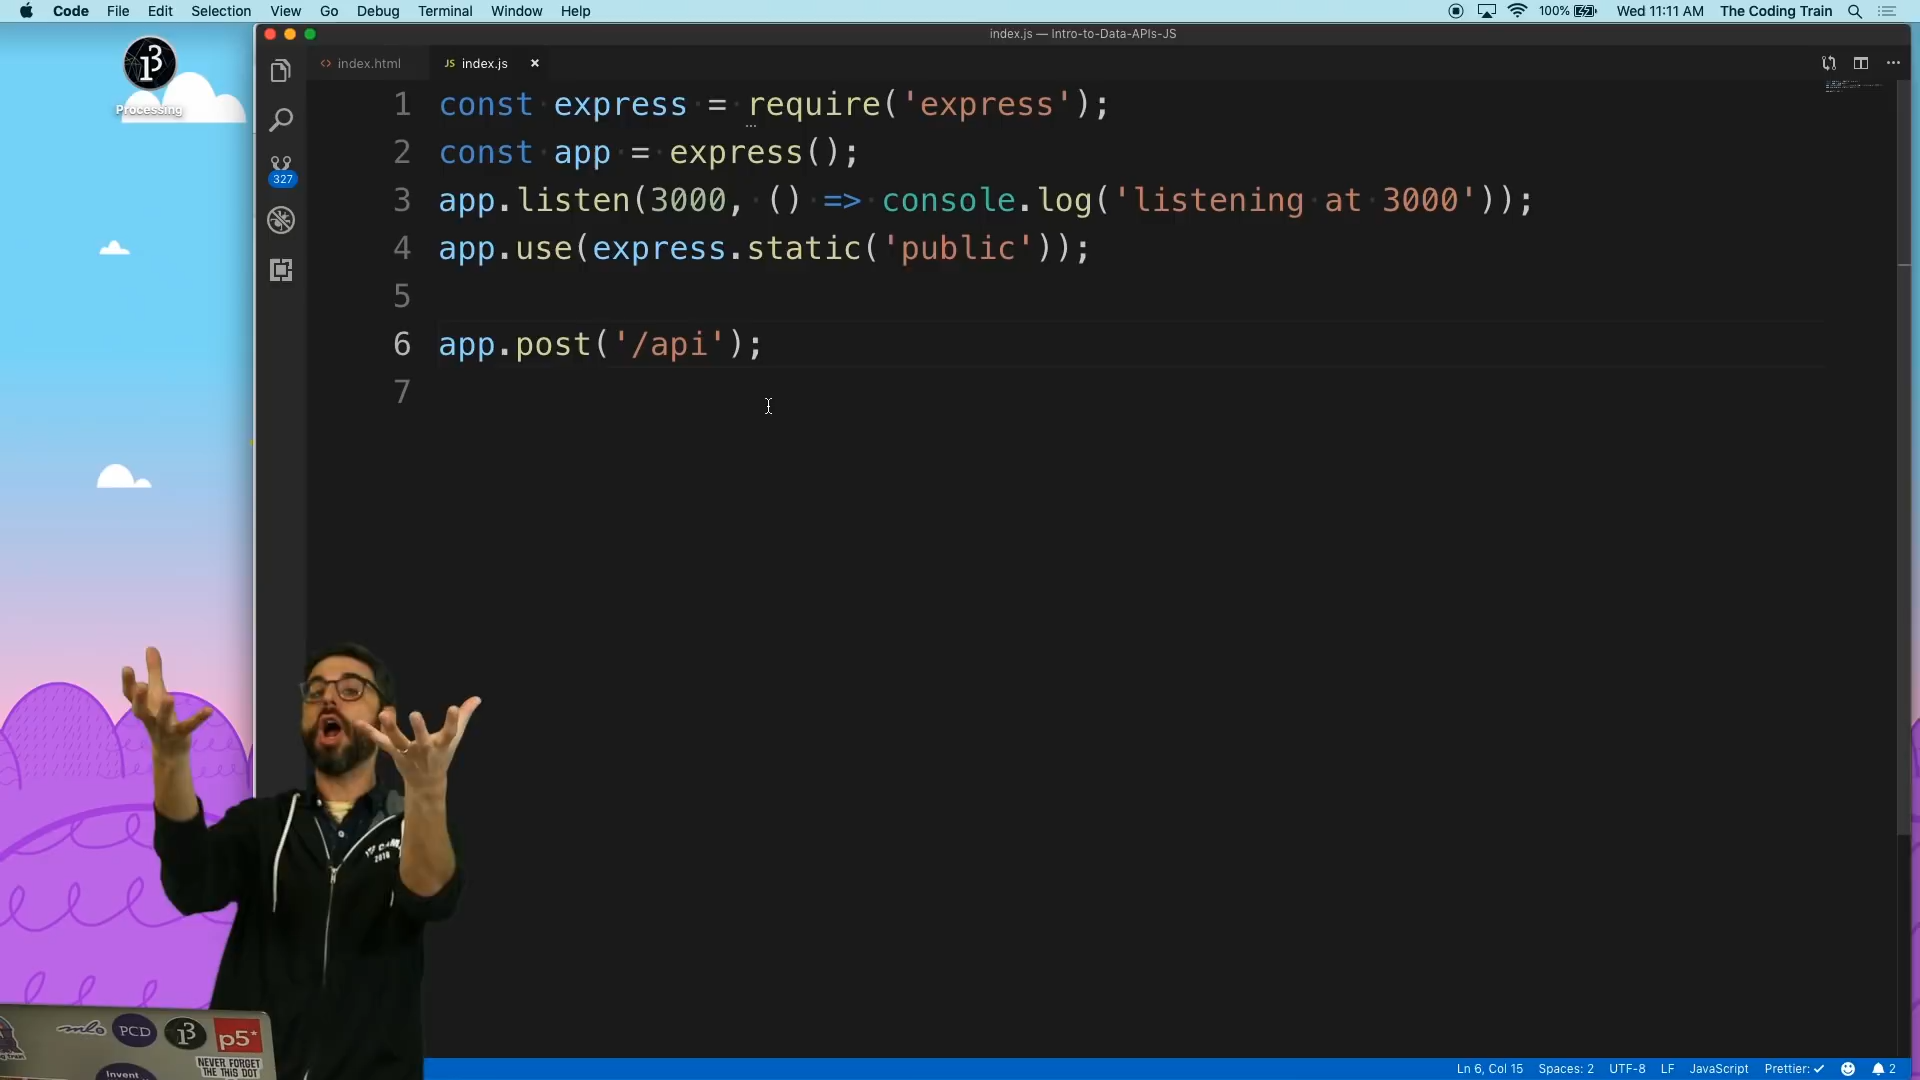 Code File Edit Selection View Go Debug Terminal Window Help 100% Wed 11:11 AM The Coding Train
index.js — Intro-to-Data-APIs-JS
Processing
index.html JS index.js
1 const express = require('express');
2 const app = express();
3 app.listen(3000, () => console.log('listening at 3000'));
4 app.use(express.static('public'));
5
6 app.post('/api');
7
327
2018
mlo PCD p5*
NEVER FORGET
THE THIS DOT
Invent
Ln 6, Col 15 Spaces: 2 UTF-8 LF JavaScript Prettier: ✓ 2